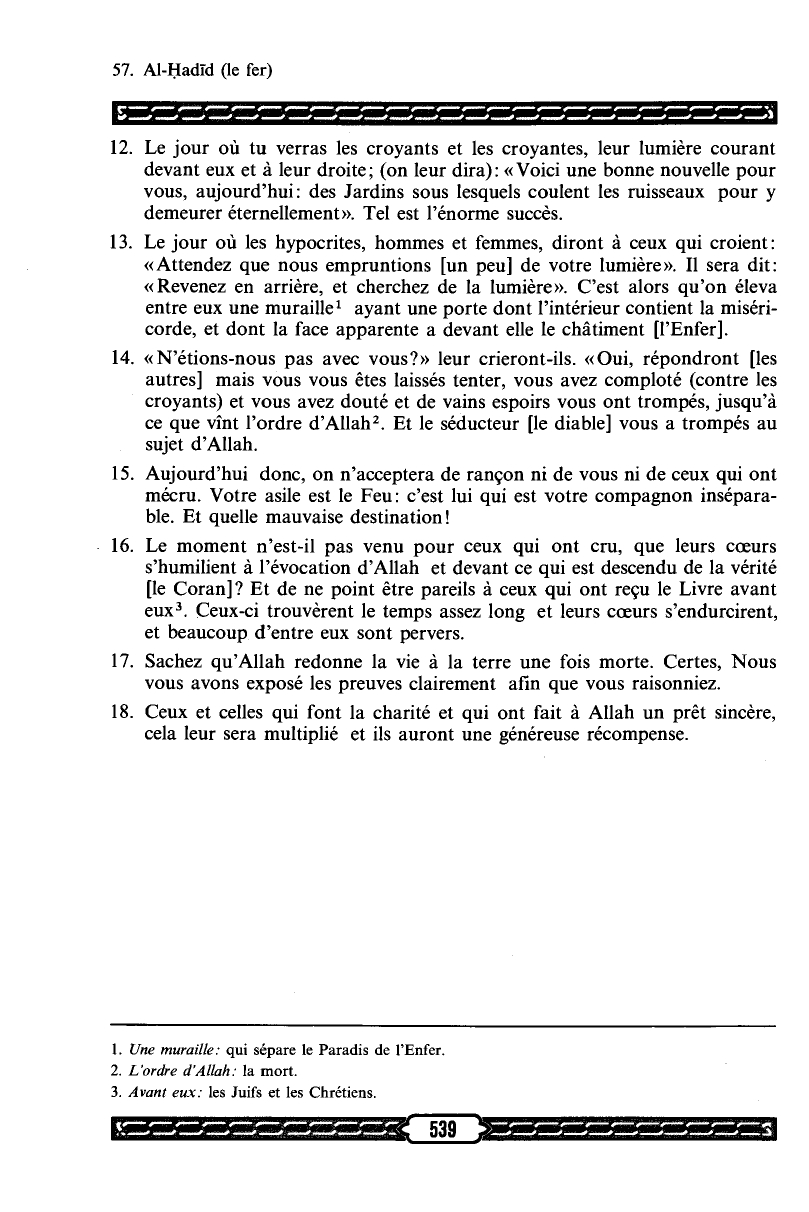 57. Al-Ḥadīd (le fer)
12. Le jour où tu verras les croyants et les croyantes, leur lumière courant
devant eux et à leur droite; (on leur dira): «Voici une bonne nouvelle pour
vous, aujourd'hui: des Jardins sous lesquels coulent les ruisseaux pour y
demeurer éternellement». Tel est l'énorme succès.
13. Le jour où les hypocrites, hommes et femmes, diront à ceux qui croient:
«Attendez que nous empruntions [un peu] de votre lumière». Il sera dit:
«Revenez en arrière, et cherchez de la lumière». C'est alors qu'on éleva
entre eux une muraille¹ ayant une porte dont l'intérieur contient la miséri-
corde, et dont la face apparente a devant elle le châtiment [l'Enfer].
14. «N'étions-nous pas avec vous?» leur crieront-ils. «Oui, répondront [les
autres] mais vous vous êtes laissés tenter, vous avez comploté (contre les
croyants) et vous avez douté et de vains espoirs vous ont trompés, jusqu'à
ce que vînt l'ordre d'Allah². Et le séducteur [le diable] vous a trompés au
sujet d'Allah.
15. Aujourd'hui donc, on n'acceptera de rançon ni de vous ni de ceux qui ont
mécru. Votre asile est le Feu: c'est lui qui est votre compagnon insépara-
ble. Et quelle mauvaise destination!
16. Le moment n'est-il pas venu pour ceux qui ont cru, que leurs cœurs
s'humilient à l'évocation d'Allah et devant ce qui est descendu de la vérité
[le Coran]? Et de ne point être pareils à ceux qui ont reçu le Livre avant
eux³. Ceux-ci trouvèrent le temps assez long et leurs cœurs s'endurcirent,
et beaucoup d'entre eux sont pervers.
17. Sachez qu'Allah redonne la vie à la terre une fois morte. Certes, Nous
vous avons exposé les preuves clairement afin que vous raisonniez.
18. Ceux et celles qui font la charité et qui ont fait à Allah un prêt sincère,
cela leur sera multiplié et ils auront une généreuse récompense.
1. Une muraille: qui sépare le Paradis de l'Enfer.
2. L'ordre d'Allah: la mort.
3. Avant eux: les Juifs et les Chrétiens.
539